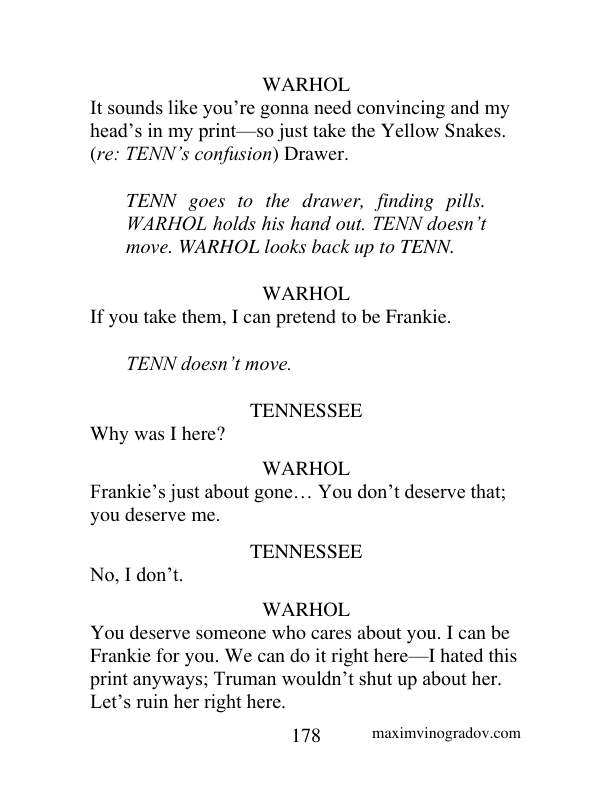 WARHOL
It sounds like you’re gonna need convincing and my
head’s in my print—so just take the Yellow Snakes.
(re: TENN’s confusion) Drawer.
TENN goes to the drawer, finding pills.
WARHOL holds his hand out. TENN doesn’t
move. WARHOL looks back up to TENN.
WARHOL
If you take them, I can pretend to be Frankie.
TENN doesn’t move.
TENNESSEE
Why was I here?
WARHOL
Frankie’s just about gone… You don’t deserve that;
you deserve me.
TENNESSEE
No, I don’t.
WARHOL
You deserve someone who cares about you. I can be
Frankie for you. We can do it right here—I hated this
print anyways; Truman wouldn’t shut up about her.
Let’s ruin her right here.
178 maximvinogradov.com